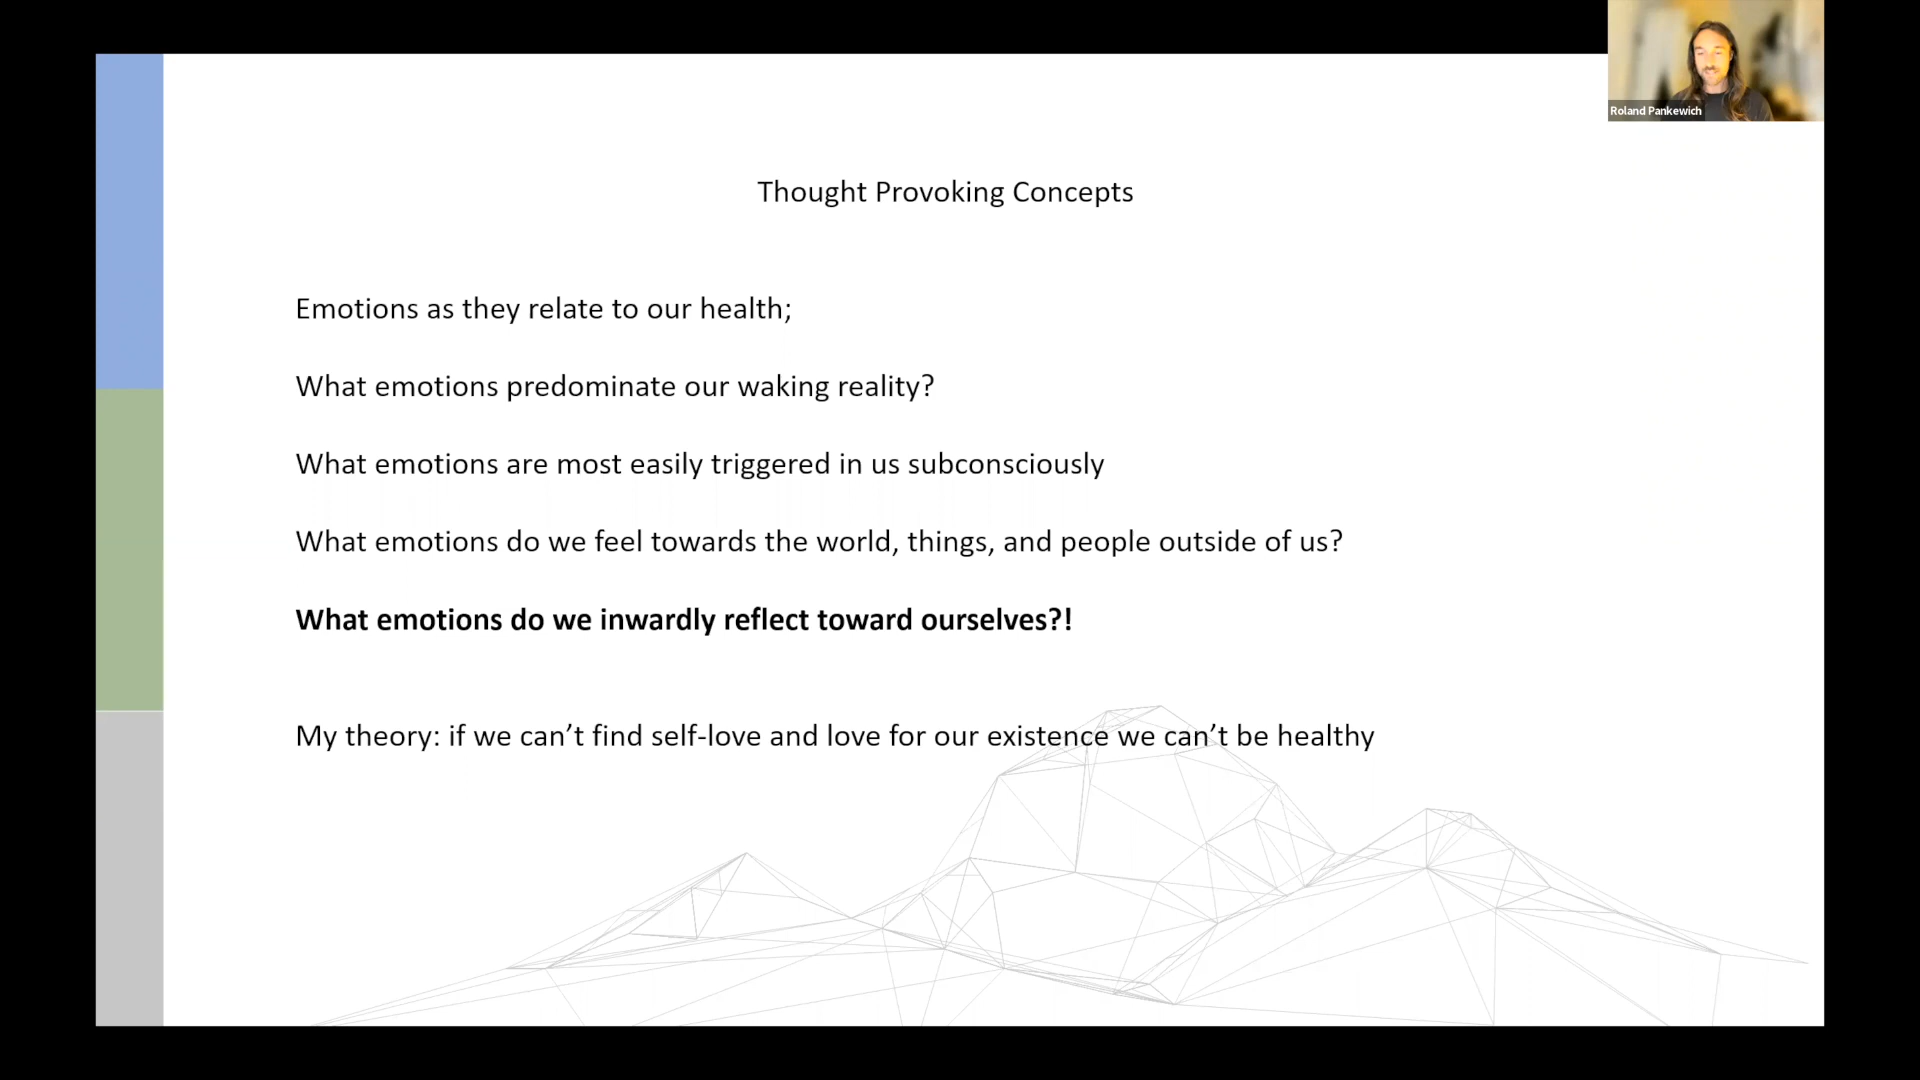 Roland Pankewich
Thought Provoking Concepts
Emotions as they relate to our health;
What emotions predominate our waking reality?
What emotions are most easily triggered in us subconsciously
What emotions do we feel towards the world, things, and people outside of us?
What emotions do we inwardly reflect toward ourselves?!
My theory: if we can’t find self-love and love for our existence we can’t be healthy